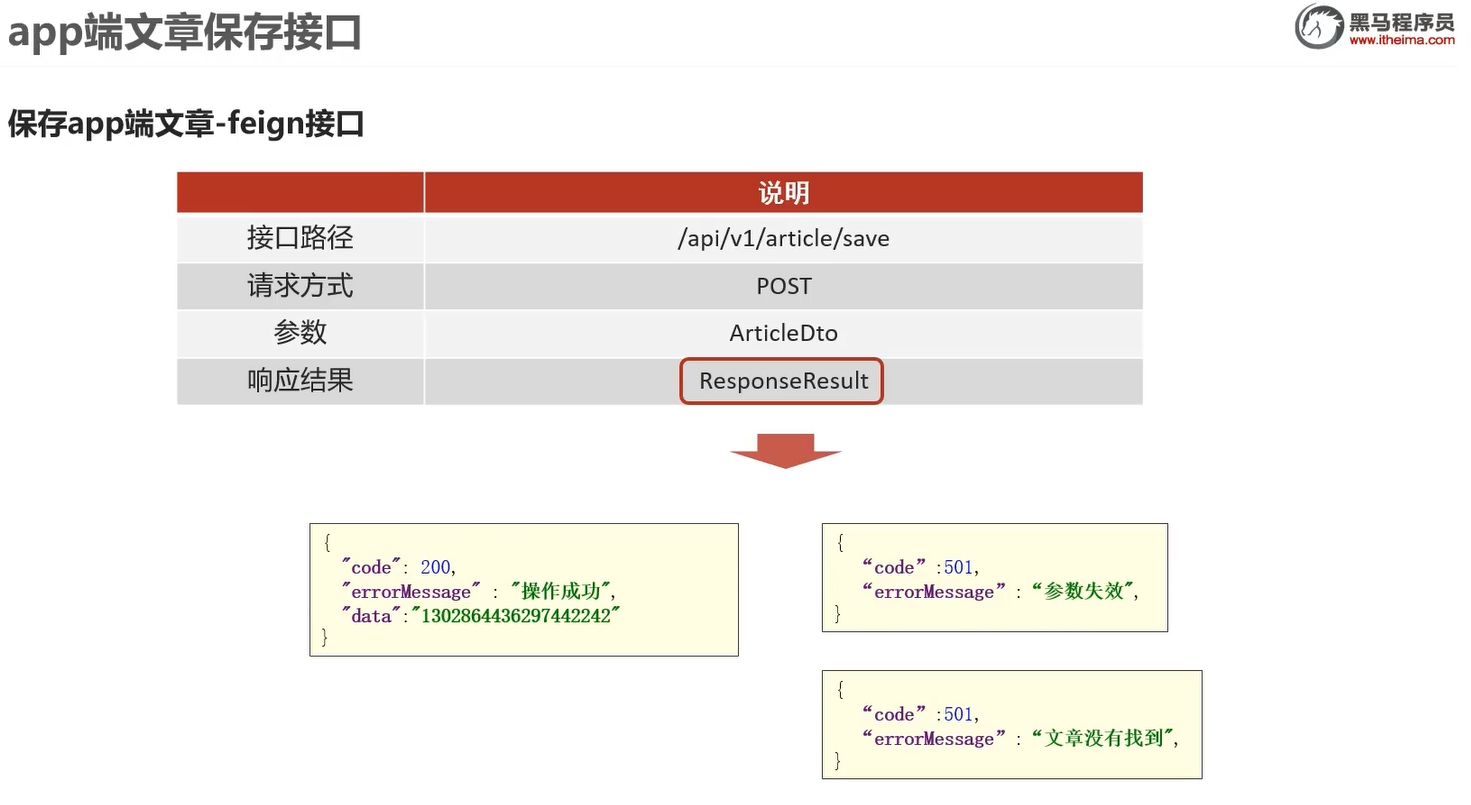 app端文章保存接口
黑马程序员
www.itheima.com
保存app端文章-feign接口
说明
接口路径 /api/v1/article/save
请求方式 POST
参数 ArticleDto
响应结果 ResponseResult
{
"code": 200,
"errorMessage" : "操作成功",
"data":"1302864436297442242"
}
{
“code” :501,
“errorMessage” : “参数失效",
}
{
“code” :501,
“errorMessage” : “文章没有找到",
}